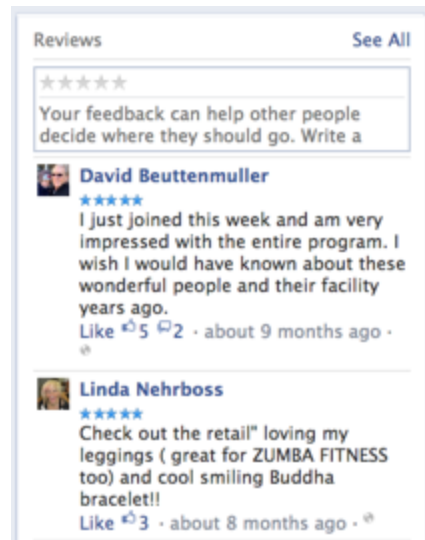 Reviews See All
Your feedback can help other people
decide where they should go. Write a
David Beuttenmuller
I just joined this week and am very
impressed with the entire program. I
wish I would have known about these
wonderful people and their facility
years ago.
Like 5 2 · about 9 months ago ·
Linda Nehrboss
Check out the retail" loving my
leggings ( great for ZUMBA FITNESS
too) and cool smiling Buddha
bracelet!!
Like 3 · about 8 months ago ·